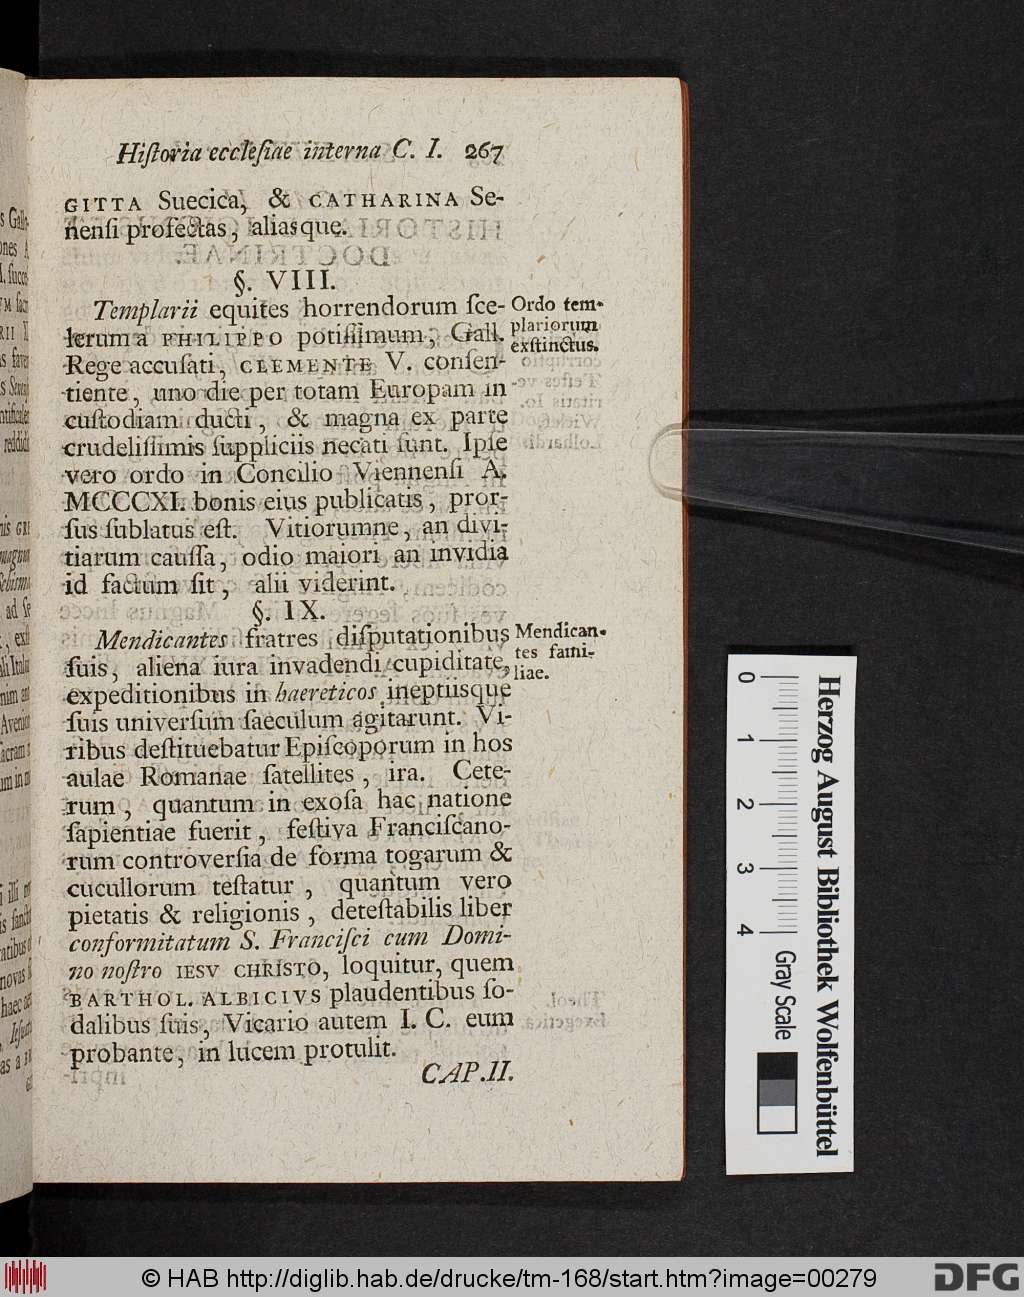 Hiſtoria eccleſiae interna C. I. 267
GITTA Suecica, & CATHARINA Se-
nenſi profectas, aliasque.
§. VIII.
Templarii equites horrendorum ſce-
lerum a PHILIPPO potiſſimum, Gall.
Rege accuſati, CLEMENTE V. conſen-
tiente, uno die per totam Europam in
cuſtodiam ducti, & magna ex parte
crudeliſſimis ſuppliciis necati ſunt. Ipſe
vero ordo in Concilio Viennenſi A.
MCCCXI. bonis eius publicatis, pror-
ſus ſublatus eſt. Vitiorumne, an divi-
tiarum cauſſa, odio maiori an invidia
id factum ſit, alii viderint.
Ordo tem-
plariorum
exſtinctus.
§. IX.
Mendicantes fratres diſputationibus
ſuis, aliena iura invadendi cupiditate,
expeditionibus in haereticos ineptiisque
ſuis univerſum ſaeculum agitarunt. Vi-
ribus deſtituebatur Epiſcoporum in hos
aulae Romanae ſatellites, ira. Cete-
rum, quantum in exoſa hac natione
ſapientiae fuerit, feſtiva Franciſcano-
rum controverſia de forma togarum &
cucullorum teſtatur, quantum vero
pietatis & religionis, deteſtabilis liber
conformitatum S. Franciſci cum Domi-
no noſtro IESV CHRISTO, loquitur, quem
BARTHOL. ALBICIVS plaudentibus ſo-
dalibus ſuis, Vicario autem I. C. eum
probante, in lucem protulit.
Mendican-
tes fami-
liae.
CAP. II.
0 1 2 3 4
Gray Scale
Herzog August Bibliothek Wolfenbüttel
© HAB http://diglib.hab.de/drucke/tm-168/start.htm?image=00279
DFG